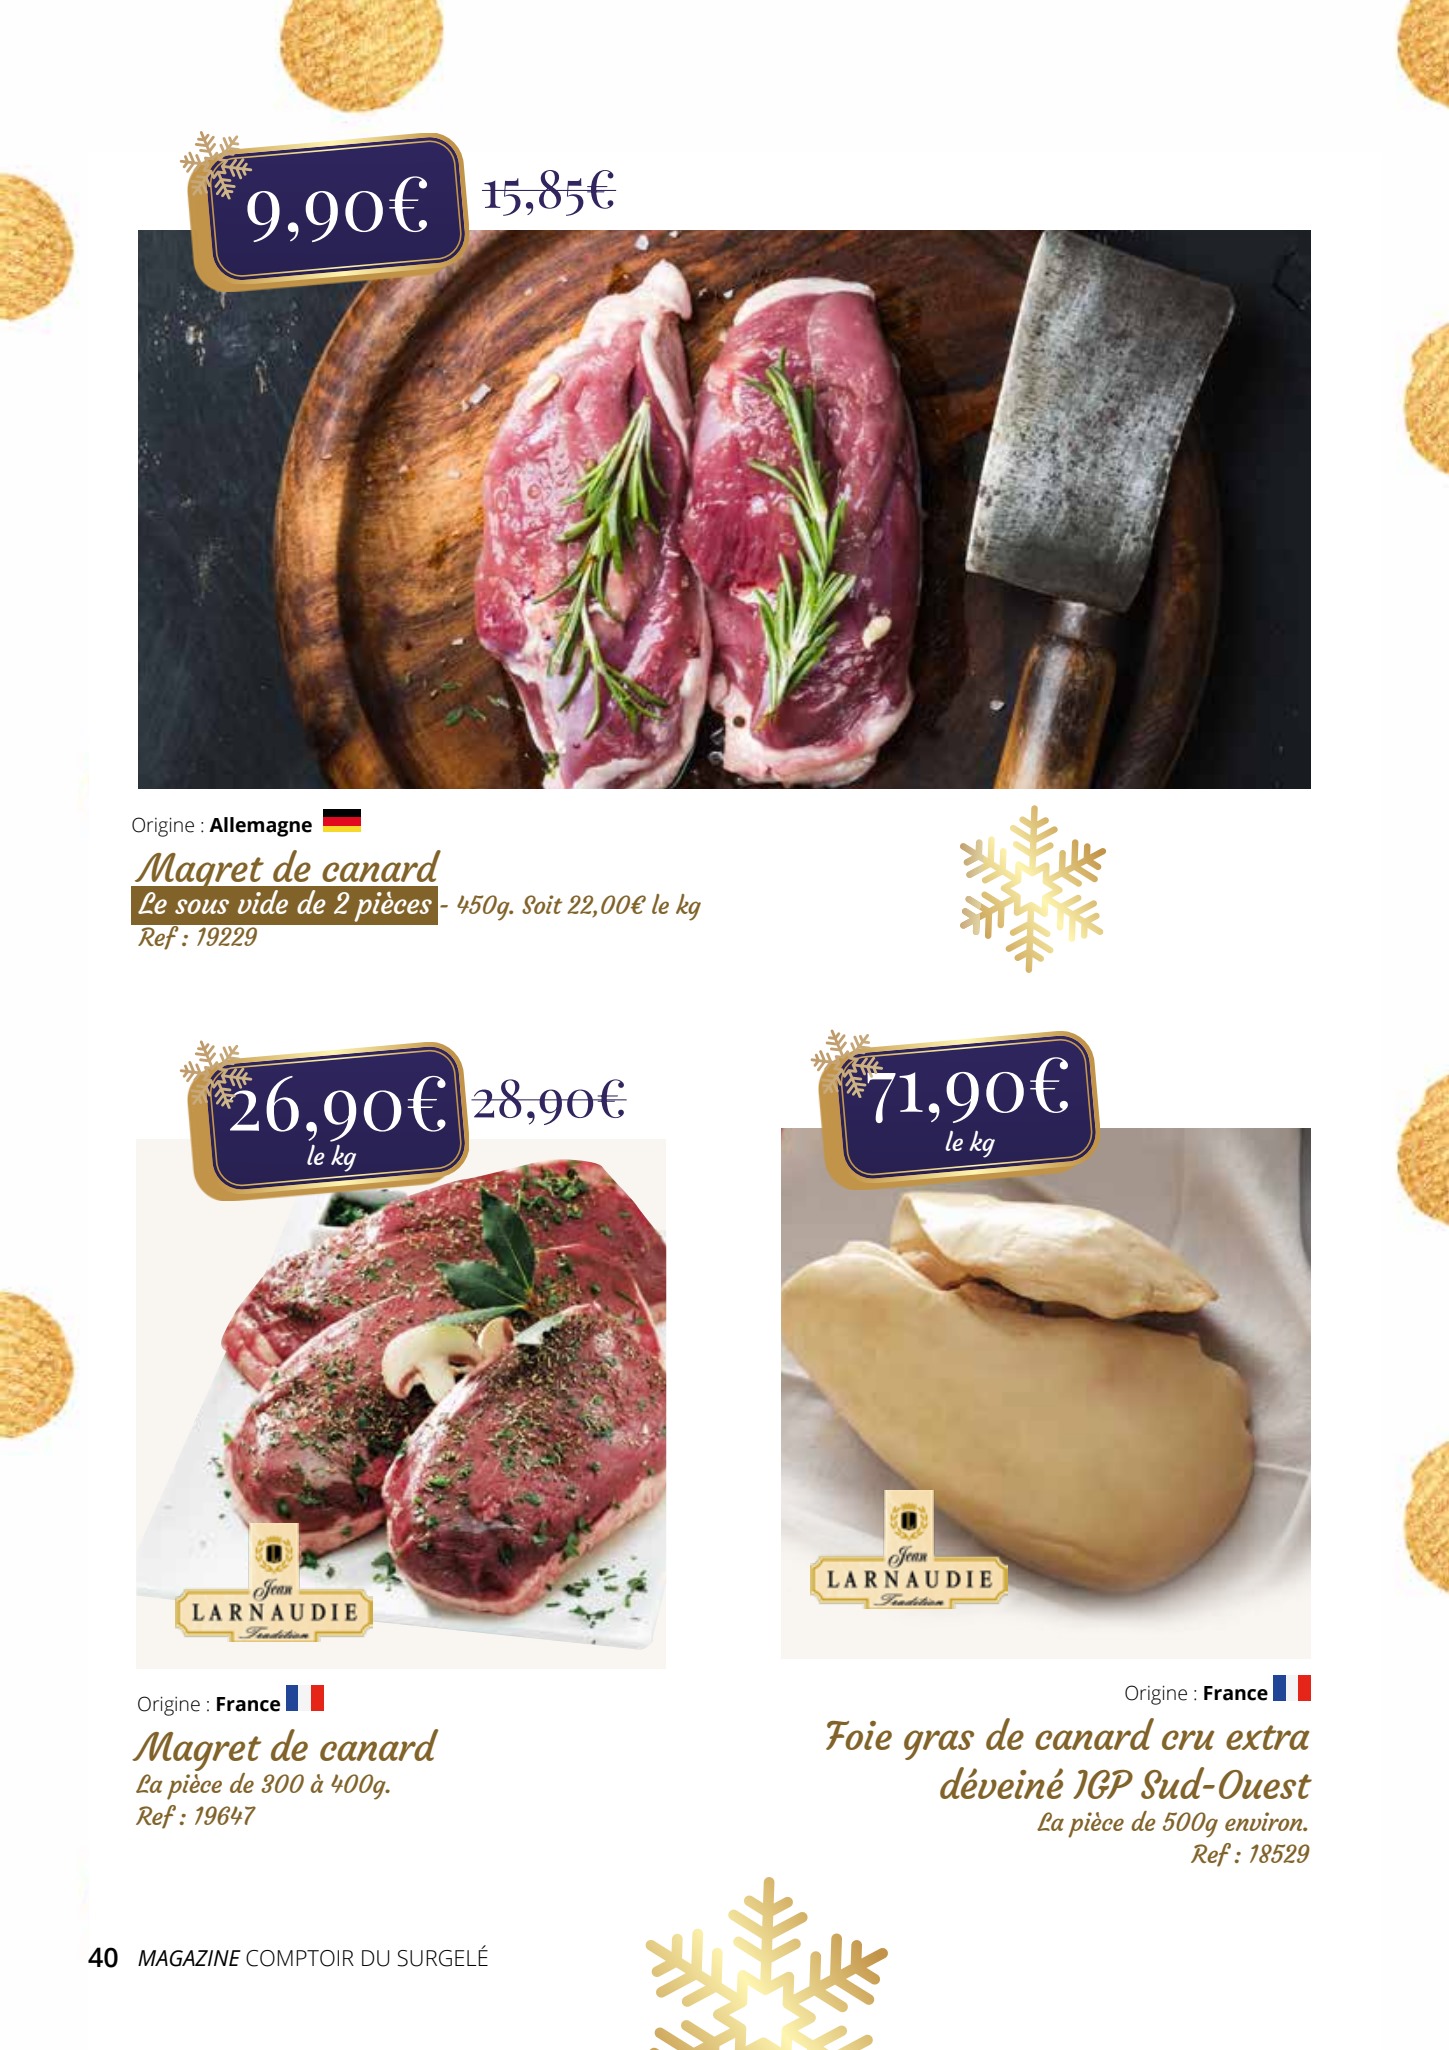 9,90€ 15,85€
Origine : Allemagne
Magret de canard
Le sous vide de 2 pièces - 450g. Soit 22,00€ le kg
Ref : 19229
26,90€ 28,90€
le kg
71,90€
le kg
Jean
LARNAUDIE
Tradition
Jean
LARNAUDIE
Tradition
Origine : France
Magret de canard
La pièce de 300 à 400g.
Ref : 19647
Origine : France
Foie gras de canard cru extra
déveiné IGP Sud-Ouest
La pièce de 500g environ.
Ref : 18529
40 MAGAZINE COMPTOIR DU SURGELÉ